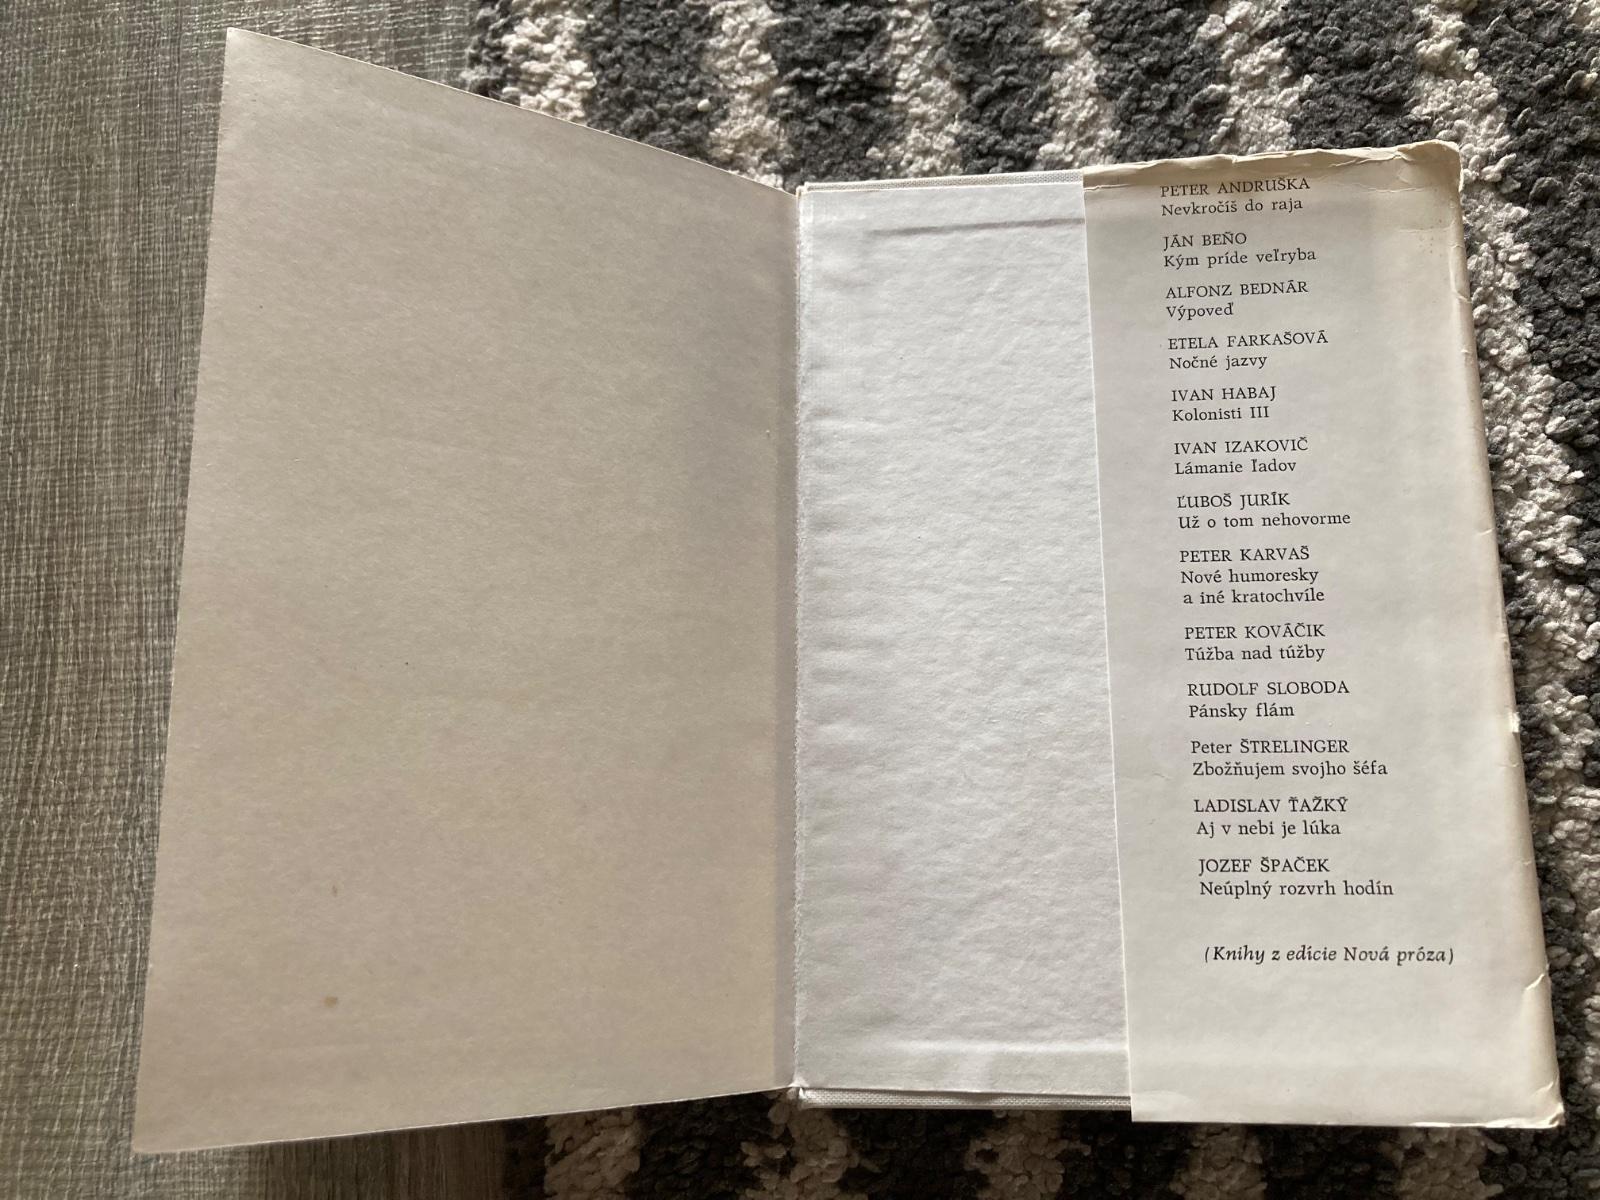 PETER ANDRUŠKA
Nevkročíš do raja
JÁN BEŇO
Kým príde veľryba
ALFONZ BEDNÁR
Výpoveď
ETELA FARKAŠOVÁ
Nočné jazvy
IVAN HABAJ
Kolonisti III
IVAN IZAKOVIČ
Lámanie ľadov
ĽUBOŠ JURÍK
Už o tom nehovorme
PETER KARVAŠ
Nové humoresky
a iné kratochvíle
PETER KOVÁČIK
Túžba nad túžby
RUDOLF SLOBODA
Pánsky flám
Peter ŠTRELINGER
Zbožňujem svojho šéfa
LADISLAV ŤAŽKÝ
Aj v nebi je lúka
JOZEF ŠPAČEK
Neúplný rozvrh hodín
(Knihy z edície Nová próza)